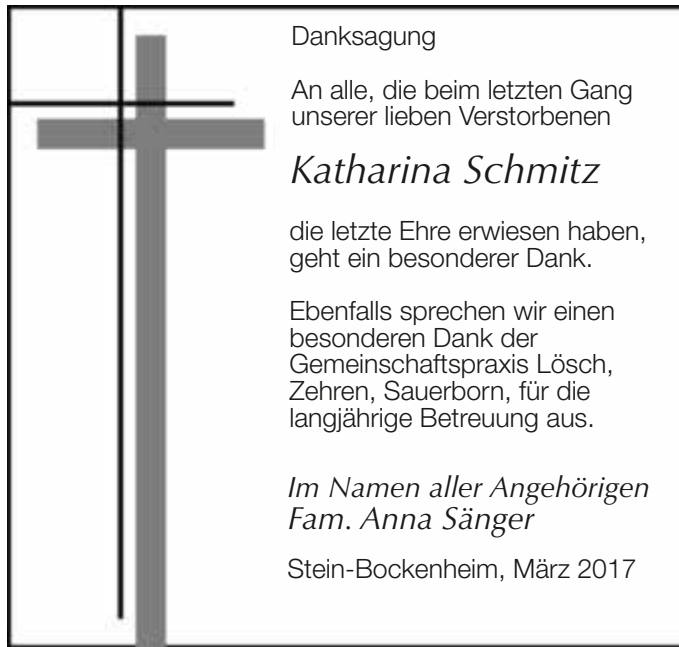 Danksagung
An alle, die beim letzten Gang
unserer lieben Verstorbenen
Katharina Schmitz
die letzte Ehre erwiesen haben,
geht ein besonderer Dank.
Ebenfalls sprechen wir einen
besonderen Dank der
Gemeinschaftspraxis Lösch,
Zehren, Sauerborn, für die
langjährige Betreuung aus.
Im Namen aller Angehörigen
Fam. Anna Sänger
Stein-Bockenheim, März 2017